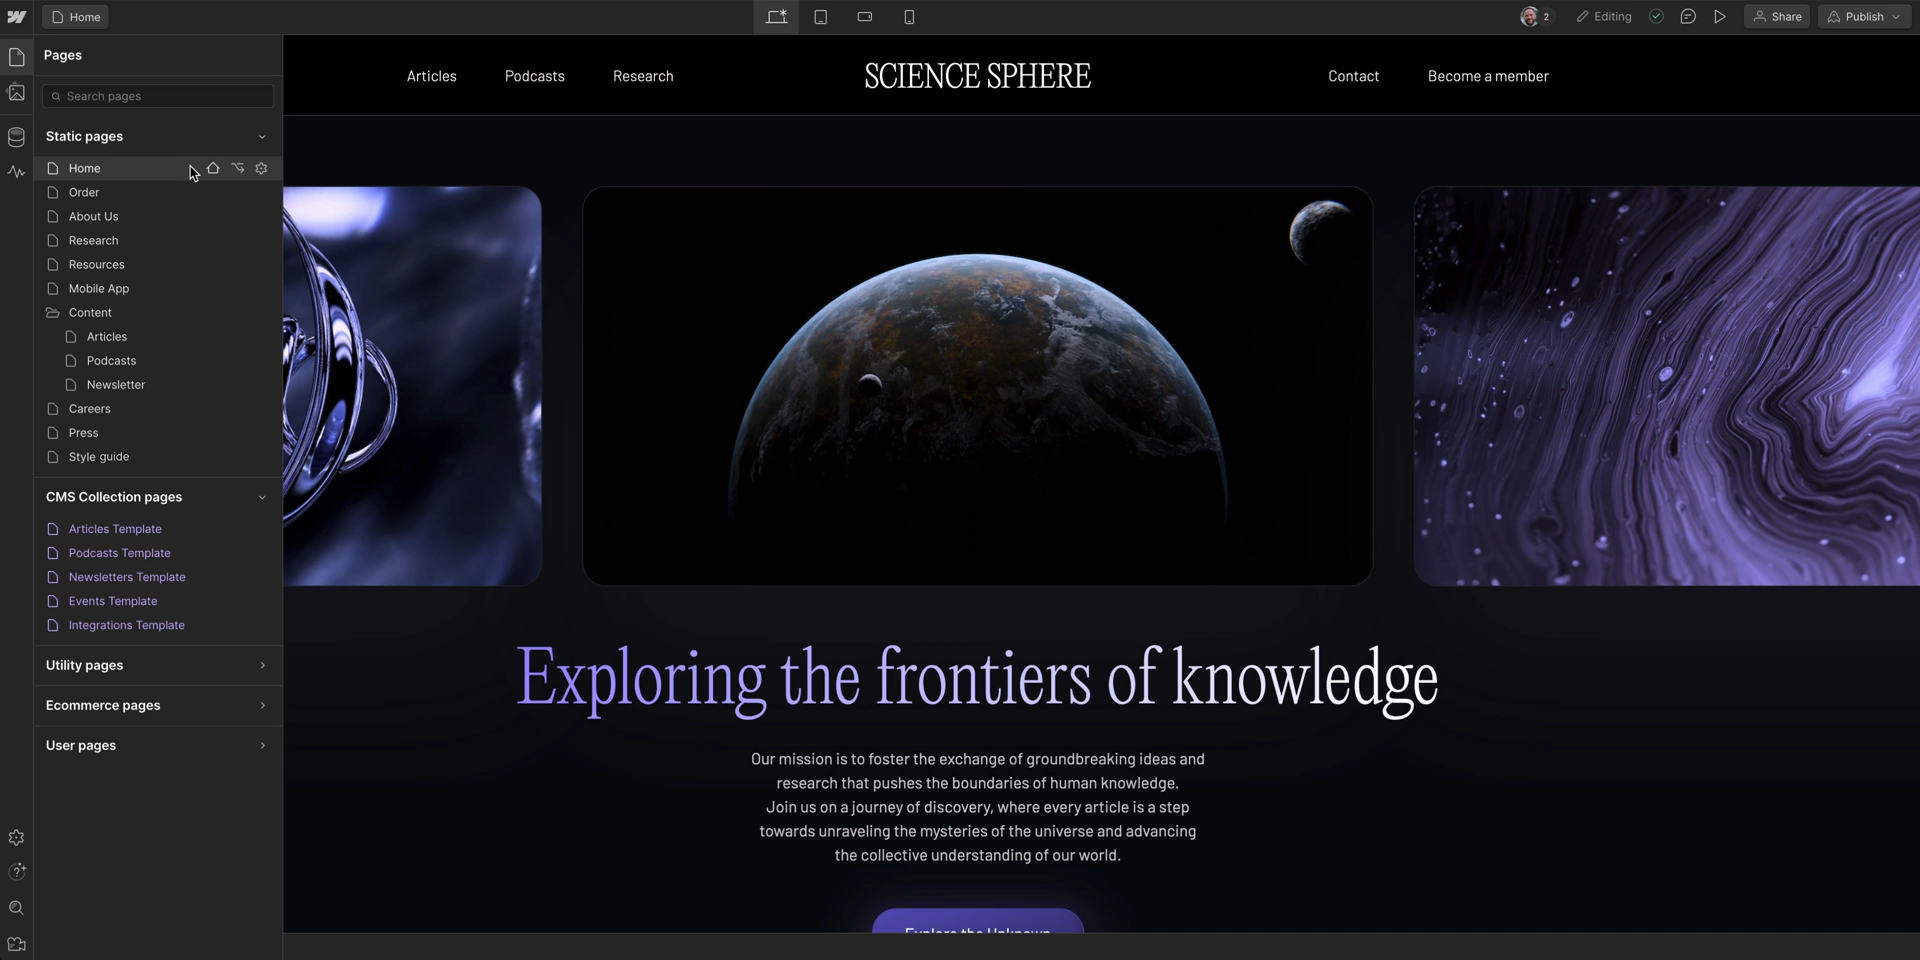 Home
2
Editing
Share
Publish
Pages
Search pages
Static pages
Home
Order
About Us
Research
Resources
Mobile App
Content
Articles
Podcasts
Newsletter
Careers
Press
Style guide
CMS Collection pages
Articles Template
Podcasts Template
Newsletters Template
Events Template
Integrations Template
Utility pages
Ecommerce pages
User pages
Articles
Podcasts
Research
SCIENCE SPHERE
Contact
Become a member
Exploring the frontiers of knowledge
Our mission is to foster the exchange of groundbreaking ideas and
research that pushes the boundaries of human knowledge.
Join us on a journey of discovery, where every article is a step
towards unraveling the mysteries of the universe and advancing
the collective understanding of our world.
Explore the Unknown